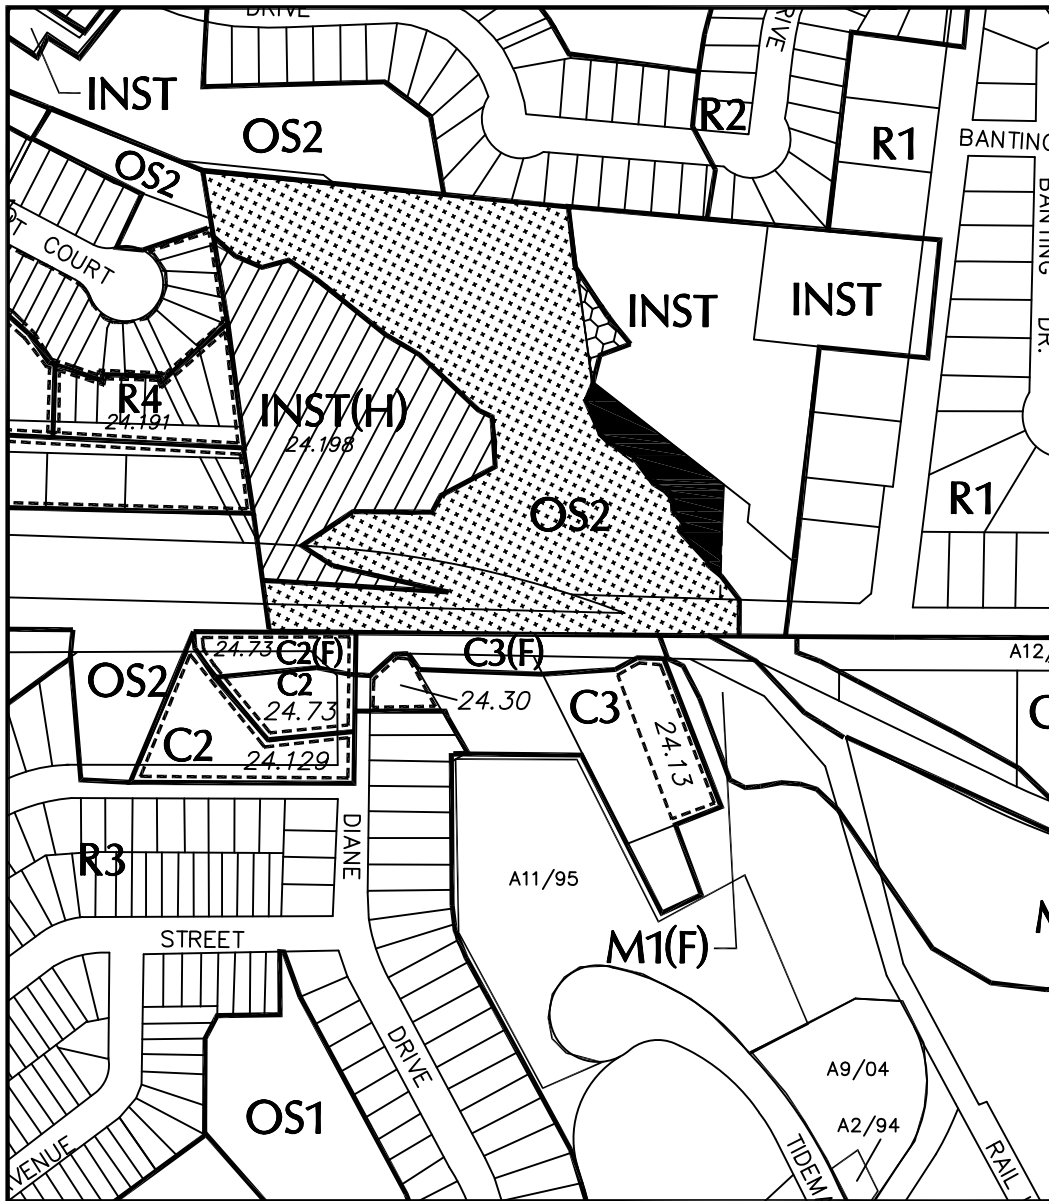 DRIVE
INST
OS2
R2
R1
BANTING
OS2
BANTING
DR.
COURT
INST
INST
R4
24.191
INST(H)
24.198
OS2
R1
24.73
C2(F)
C3(F)
A12/
OS2
C2
24.73
24.30
C3
C2
24.129
24.13
DIANE
R3
A11/95
STREET
M1(F)
DRIVE
A9/04
OS1
A2/94
RAIL